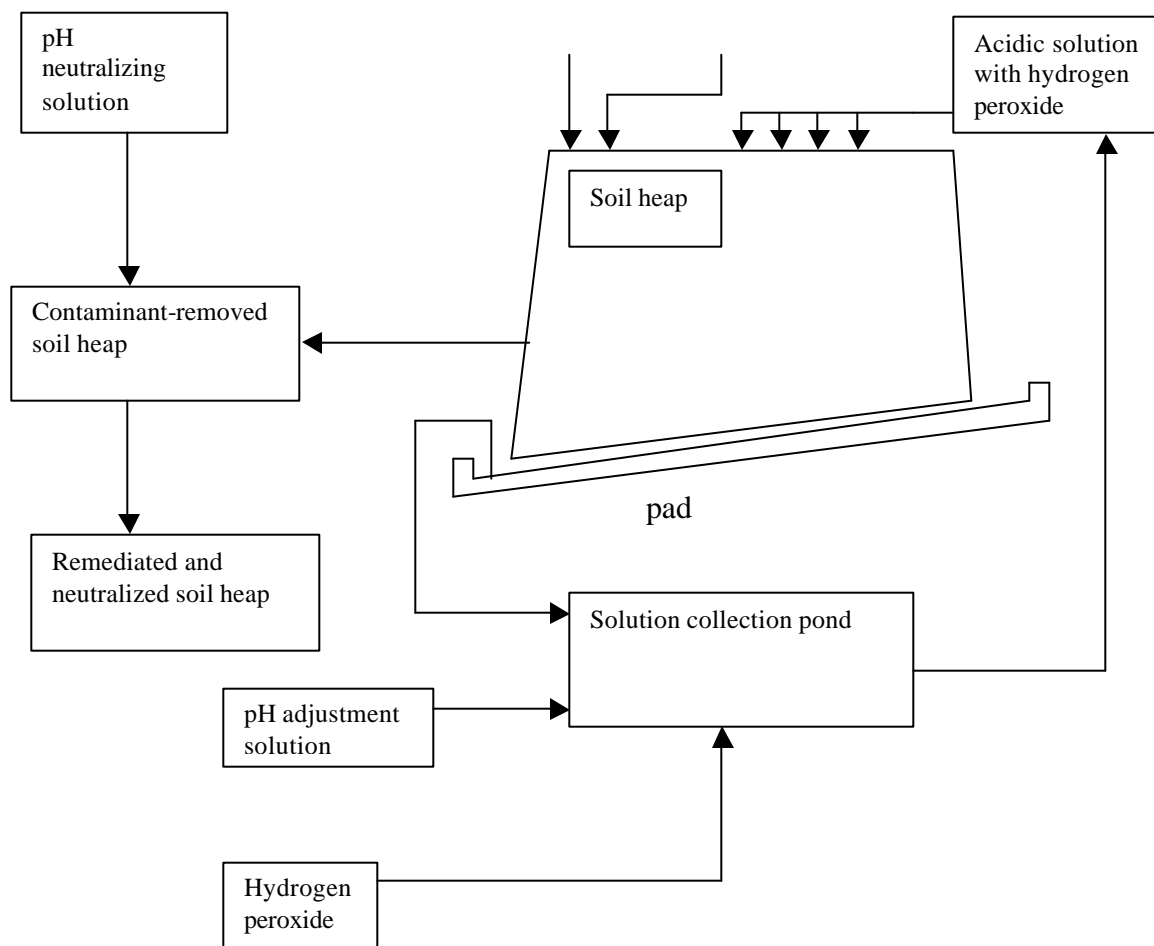 pH
neutralizing
solution
Acidic solution
with hydrogen
peroxide
Soil heap
Contaminant-removed
soil heap
pad
Remediated and
neutralized soil heap
Solution collection pond
pH adjustment
solution
Hydrogen
peroxide